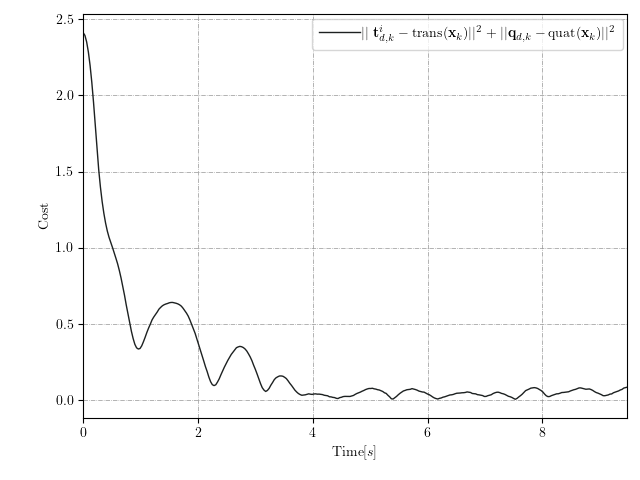 || t^i_{d,k} − trans(x_k)||^2 + ||q_{d,k} − quat(x_k)||^2
2.5
2.0
1.5
1.0
0.5
0.0
Cost
0 2 4 6 8
Time[s]